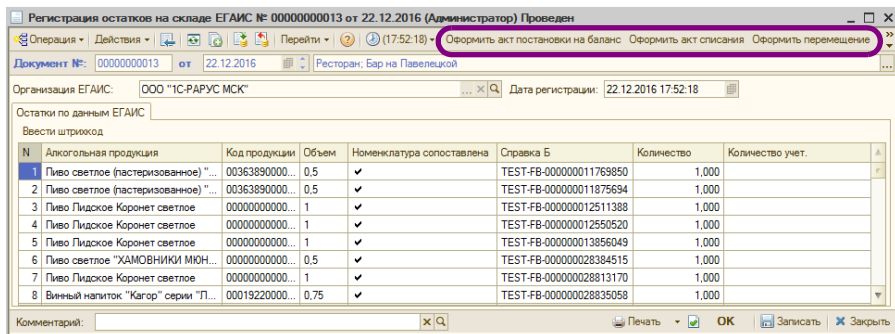 Регистрация остатков на складе ЕГАИС № 00000000013 от 22.12.2016 (Администратор) Проведен
Операция Действия Перейти (17:52:18) Оформить акт постановки на баланс Оформить акт списания Оформить перемещение
Документ №: 00000000013 от 22.12.2016 Ресторан; Бар на Павелецкой
Организация ЕГАИС: ООО "1С-РАРУС МСК" Дата регистрации: 22.12.2016 17:52:18
Остатки по данным ЕГАИС
Ввести штрихкод
N Алкогольная продукция Код продукции Объем Номенклатура сопоставлена Справка Б Количество Количество учет.
1 Пиво светлое (пастеризованное) "... 00363890000... 0,5 ✔ TEST-FB-000000011769850 1,000
2 Пиво светлое (пастеризованное) "... 00363890000... 0,5 ✔ TEST-FB-000000011875694 1,000
3 Пиво Лидское Коронет светлое 00000000000... 1 ✔ TEST-FB-000000012511388 1,000
4 Пиво Лидское Коронет светлое 00000000000... 1 ✔ TEST-FB-000000012550520 1,000
5 Пиво Лидское Коронет светлое 00000000000... 1 ✔ TEST-FB-000000013856049 1,000
6 Пиво светлое "ХАМОВНИКИ МЮН... 00000000000... 0,5 ✔ TEST-FB-000000028384515 1,000
7 Пиво Лидское Коронет светлое 00000000000... 1 ✔ TEST-FB-000000028813170 1,000
8 Винный напиток "Кагор" серии "П... 00019220000... 0,75 ✔ TEST-FB-000000028835058 1,000
Комментарий: Печать OK Записать Закрыть